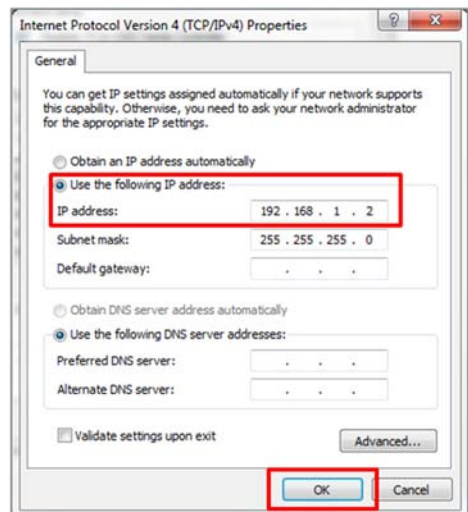 Internet Protocol Version 4 (TCP/IPv4) Properties
General
You can get IP settings assigned automatically if your network supports
this capability. Otherwise, you need to ask your network administrator
for the appropriate IP settings.
Obtain an IP address automatically
Use the following IP address:
IP address: 192 . 168 . 1 . 2
Subnet mask: 255 . 255 . 255 . 0
Default gateway: . . .
Obtain DNS server address automatically
Use the following DNS server addresses:
Preferred DNS server: . . .
Alternate DNS server: . . .
Validate settings upon exit
Advanced...
OK Cancel